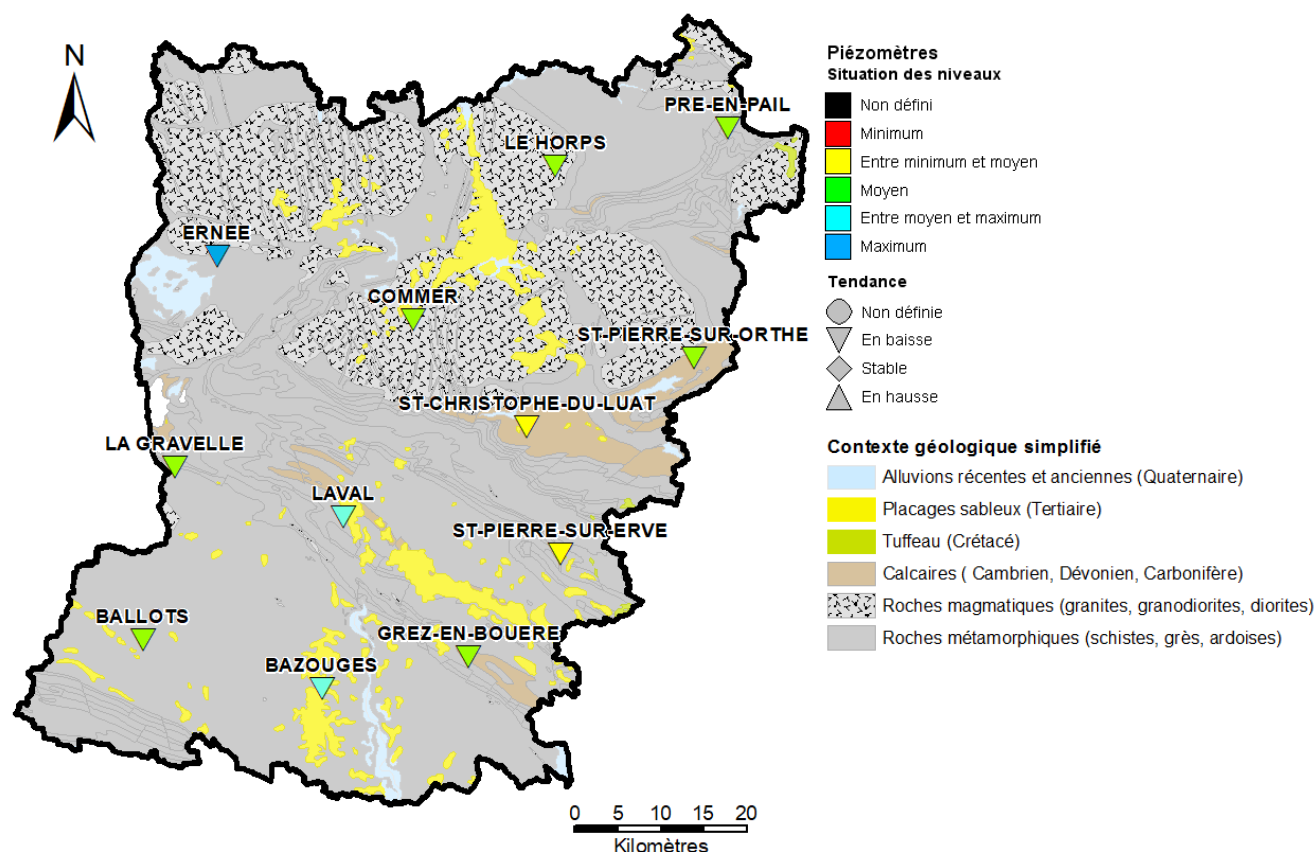 N
PRE-EN-PAIL
LE HORPS
ERNEE
COMMER
ST-PIERRE-SUR-ORTHE
ST-CHRISTOPHE-DU-LUAT
LA GRAVELLE
LAVAL
ST-PIERRE-SUR-ERVE
BALLOTS
GREZ-EN-BOUERE
BAZOUGES
0 5 10 15 20
Kilomètres
Piézomètres
Situation des niveaux
Non défini
Minimum
Entre minimum et moyen
Moyen
Entre moyen et maximum
Maximum
Tendance
Non définie
En baisse
Stable
En hausse
Contexte géologique simplifié
Alluvions récentes et anciennes (Quaternaire)
Placages sableux (Tertiaire)
Tuffeau (Crétacé)
Calcaires ( Cambrien, Dévonien, Carbonifère)
Roches magmatiques (granites, granodiorites, diorites)
Roches métamorphiques (schistes, grès, ardoises)